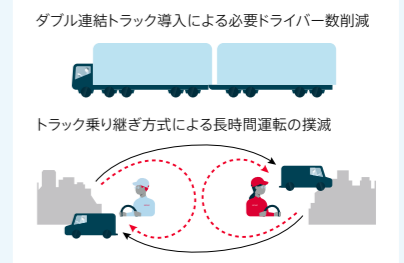 ダブル連結トラック導入による必要ドライバー数削減
トラック乗り継ぎ方式による長時間運転の撲滅